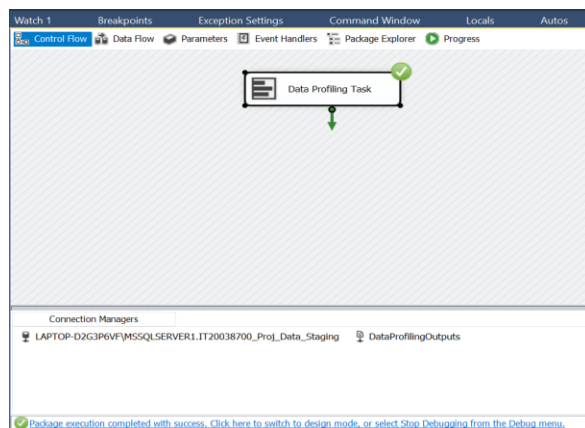 Watch 1 Breakpoints Exception Settings Command Window Locals Autos
Control Flow Data Flow Parameters Event Handlers Package Explorer Progress
Data Profiling Task
Connection Managers
LAPTOP-D2G3P6VF\MSSQLSERVER1.IT20038700_Proj_Data_Staging DataProfilingOutputs
Package execution completed with success. Click here to switch to design mode, or select Stop Debugging from the Debug menu.